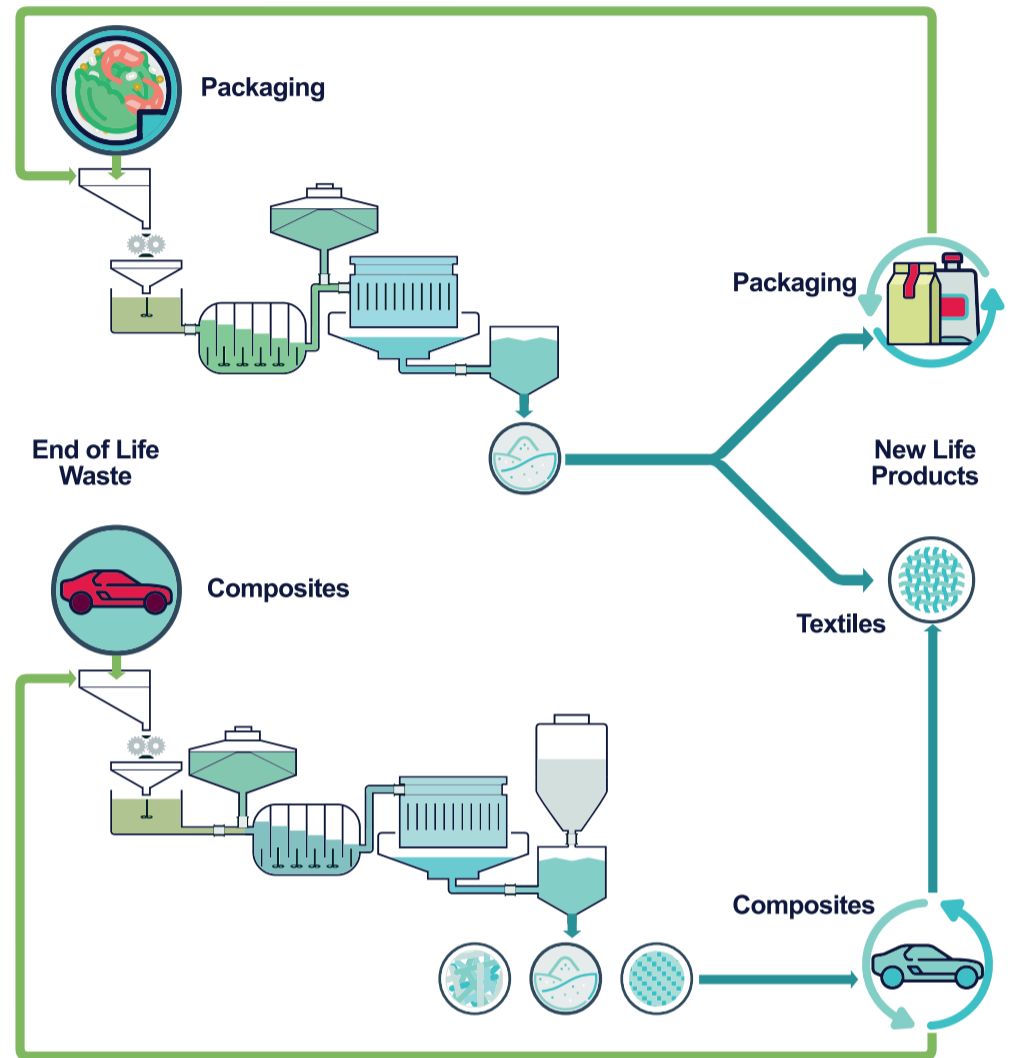 Packaging
Packaging
End of Life
Waste
New Life
Products
Composites
Textiles
Composites